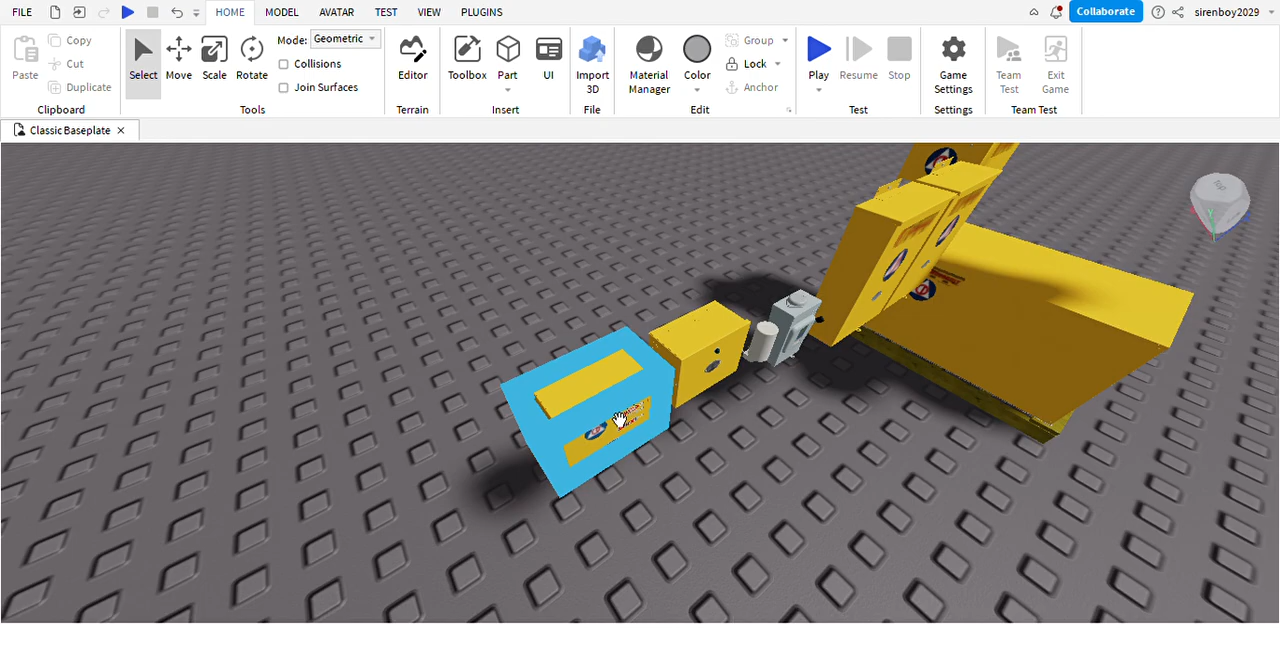 FILE HOME MODEL AVATAR TEST VIEW PLUGINS Collaborate sirenboy2029
Paste Copy Cut Duplicate Clipboard
Select Move Scale Rotate Mode: Geometric Collisions Join Surfaces Tools
Editor Terrain
Toolbox Part UI Insert
Import 3D File
Material Manager Color Group Lock Anchor Edit
Play Resume Stop Test
Game Settings Settings
Team Test Exit Game Team Test
Classic Baseplate
Top